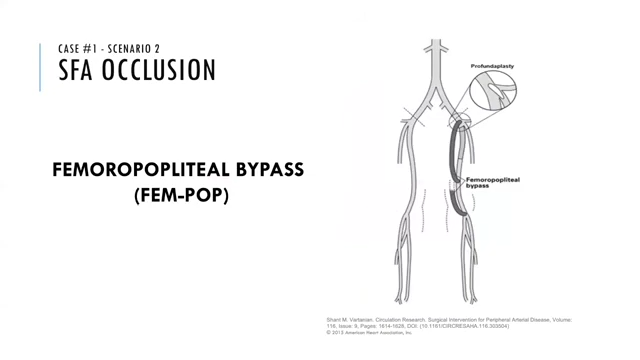 CASE #1 - SCENARIO 2
SFA OCCLUSION
FEMOROPOPLITEAL BYPASS
(FEM-POP)
Profundaplasty
Femoropopliteal
bypass
Shant M. Vartanian. Circulation Research. Surgical Intervention for Peripheral Arterial Disease, Volume:
116, Issue: 9, Pages: 1614-1628, DOI: (10.1161/CIRCRESAHA.116.303504)
© 2015 American Heart Association, Inc.